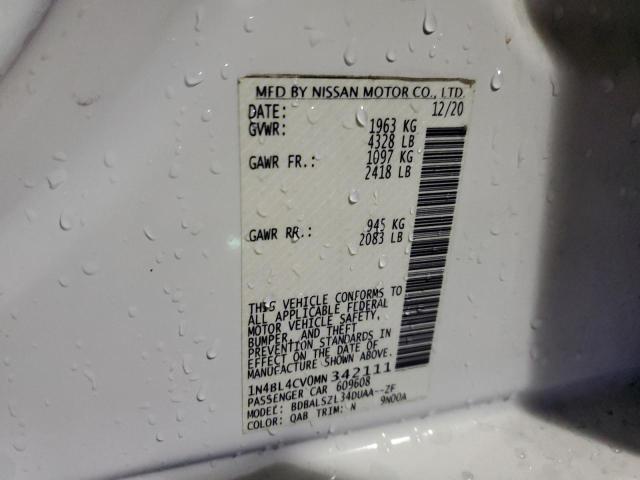 MFD BY NISSAN MOTOR CO., LTD.
DATE: 12/20
GVWR: 1963 KG
4328 LB
GAWR FR.: 1097 KG
2418 LB
GAWR RR.: 945 KG
2083 LB
THIS VEHICLE CONFORMS TO
ALL APPLICABLE FEDERAL
MOTOR VEHICLE SAFETY,
BUMPER, AND THEFT
PREVENTION STANDARDS IN
EFFECT ON THE DATE OF
MANUFACTURE SHOWN ABOVE.
1N4BL4CV0MN 342111
PASSENGER CAR 609608
MODEL: BDBALSZL34DUAA--ZF
COLOR: QAB TRIM: N 9N00A